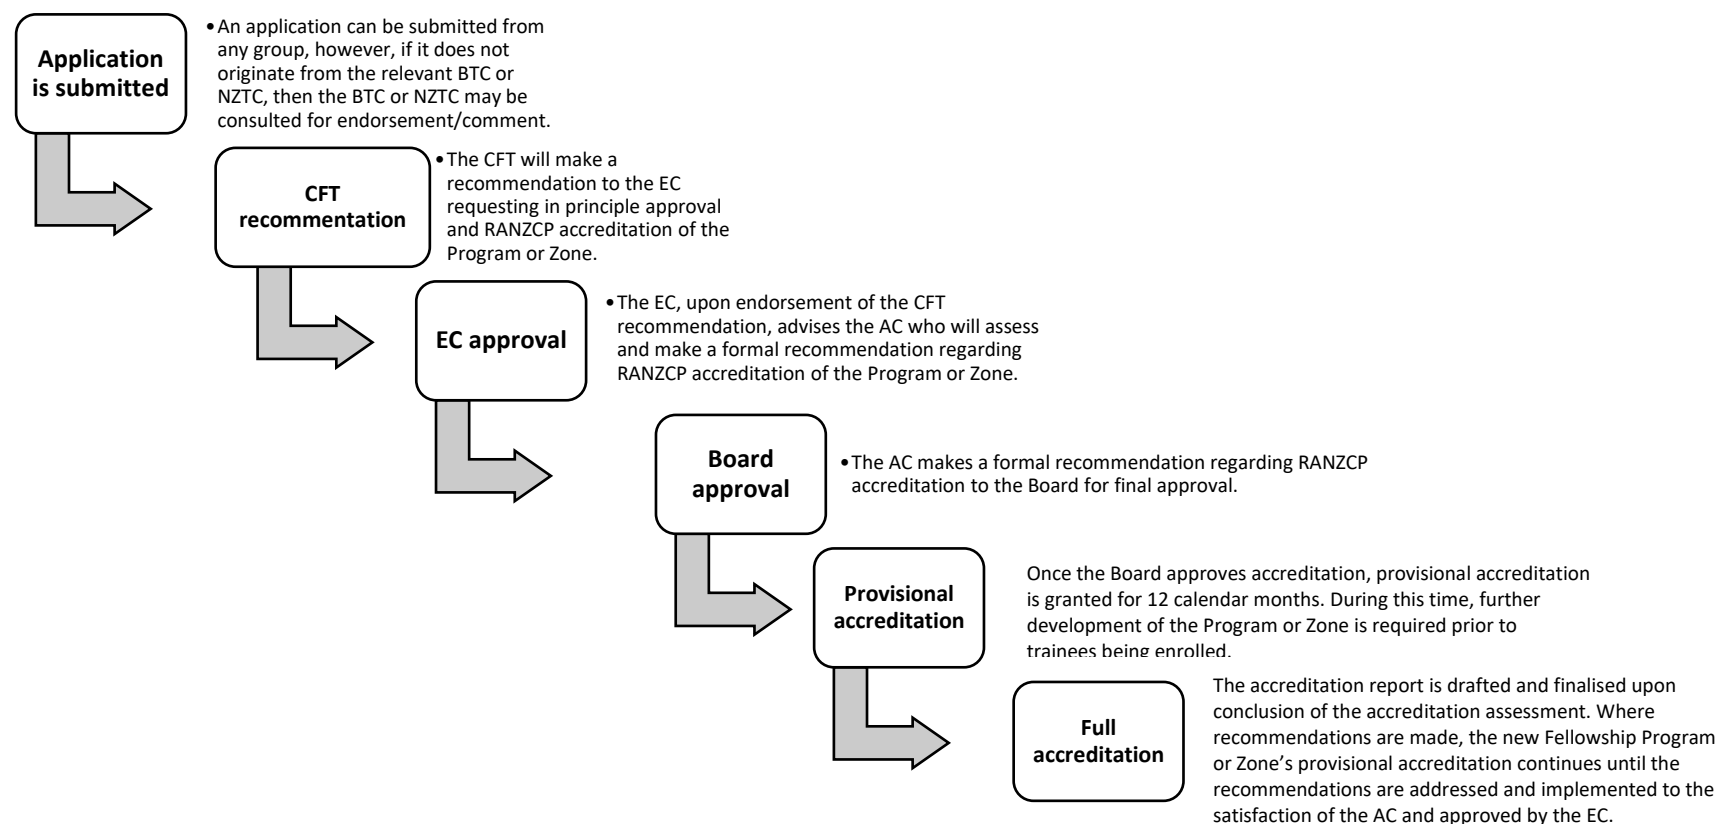 Application
is submitted
•An application can be submitted from
any group, however, if it does not
originate from the relevant BTC or
NZTC, then the BTC or NZTC may be
consulted for endorsement/comment.
CFT
recommentation
•The CFT will make a
recommendation to the EC
requesting in principle approval
and RANZCP accreditation of the
Program or Zone.
EC approval
•The EC, upon endorsement of the CFT
recommendation, advises the AC who will assess
and make a formal recommendation regarding
RANZCP accreditation of the Program or Zone.
Board
approval
•The AC makes a formal recommendation regarding RANZCP
accreditation to the Board for final approval.
Provisional
accreditation
Once the Board approves accreditation, provisional accreditation
is granted for 12 calendar months. During this time, further
development of the Program or Zone is required prior to
trainees being enrolled.
Full
accreditation
The accreditation report is drafted and finalised upon
conclusion of the accreditation assessment. Where
recommendations are made, the new Fellowship Program
or Zone’s provisional accreditation continues until the
recommendations are addressed and implemented to the
satisfaction of the AC and approved by the EC.